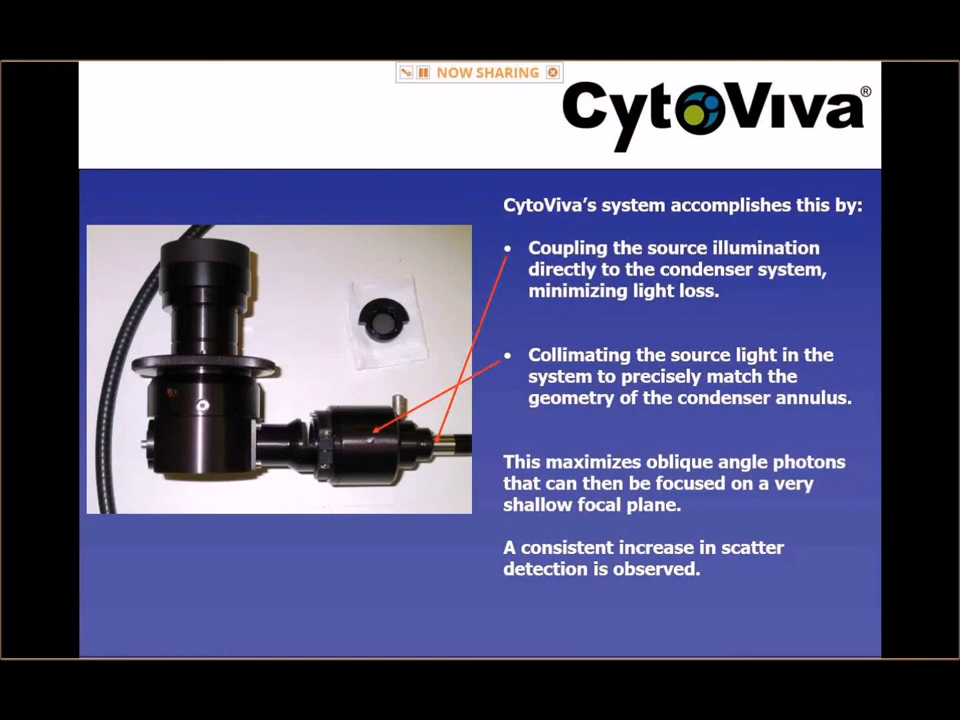 NOW SHARING
CytoViva®
CytoViva's system accomplishes this by:
• Coupling the source illumination
directly to the condenser system,
minimizing light loss.
• Collimating the source light in the
system to precisely match the
geometry of the condenser annulus.
This maximizes oblique angle photons
that can then be focused on a very
shallow focal plane.
A consistent increase in scatter
detection is observed.